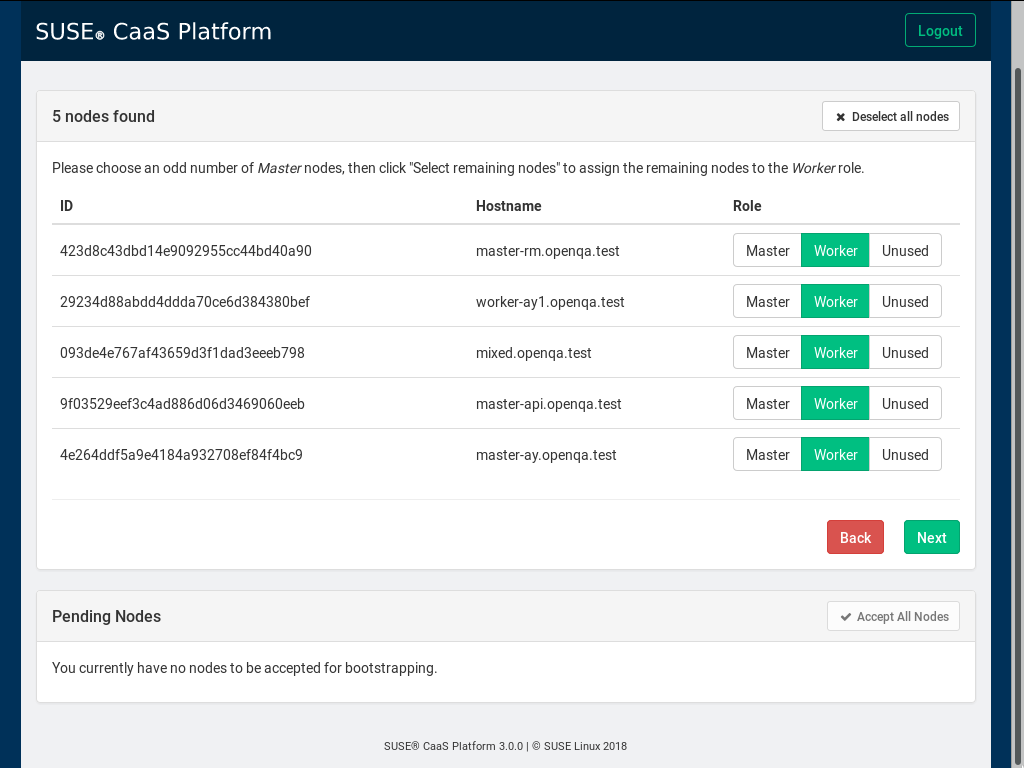 SUSE® CaaS Platform Logout
5 nodes found Deselect all nodes
Please choose an odd number of Master nodes, then click "Select remaining nodes" to assign the remaining nodes to the Worker role.
ID Hostname Role
423d8c43dbd14e9092955cc44bd40a90 master-rm.openqa.test Master Worker Unused
29234d88abdd4ddda70ce6d384380bef worker-ay1.openqa.test Master Worker Unused
093de4e767af43659d3f1dad3eeeb798 mixed.openqa.test Master Worker Unused
9f03529eef3c4ad886d06d3469060eeb master-api.openqa.test Master Worker Unused
4e264ddf5a9e4184a932708ef84f4bc9 master-ay.openqa.test Master Worker Unused
Back Next
Pending Nodes Accept All Nodes
You currently have no nodes to be accepted for bootstrapping.
SUSE® CaaS Platform 3.0.0 | © SUSE Linux 2018